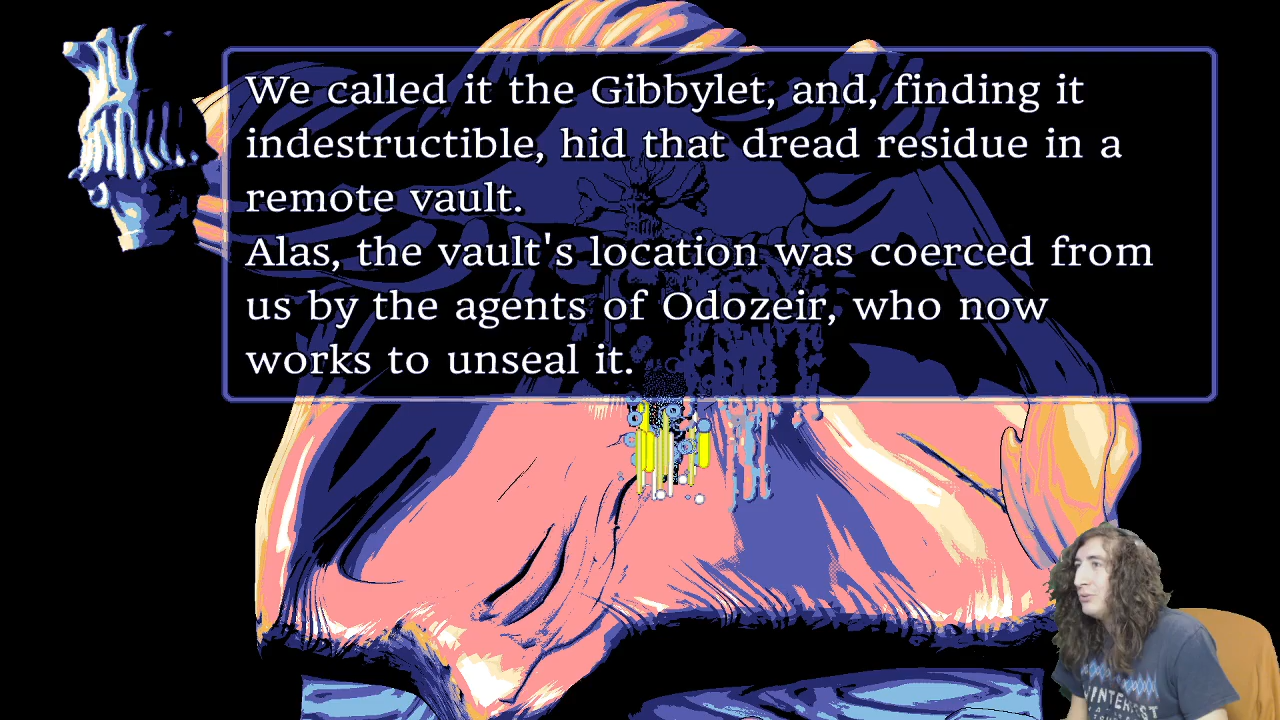 We called it the Gibbylet, and, finding it
indestructible, hid that dread residue in a
remote vault.
Alas, the vault's location was coerced from
us by the agents of Odozeir, who now
works to unseal it.